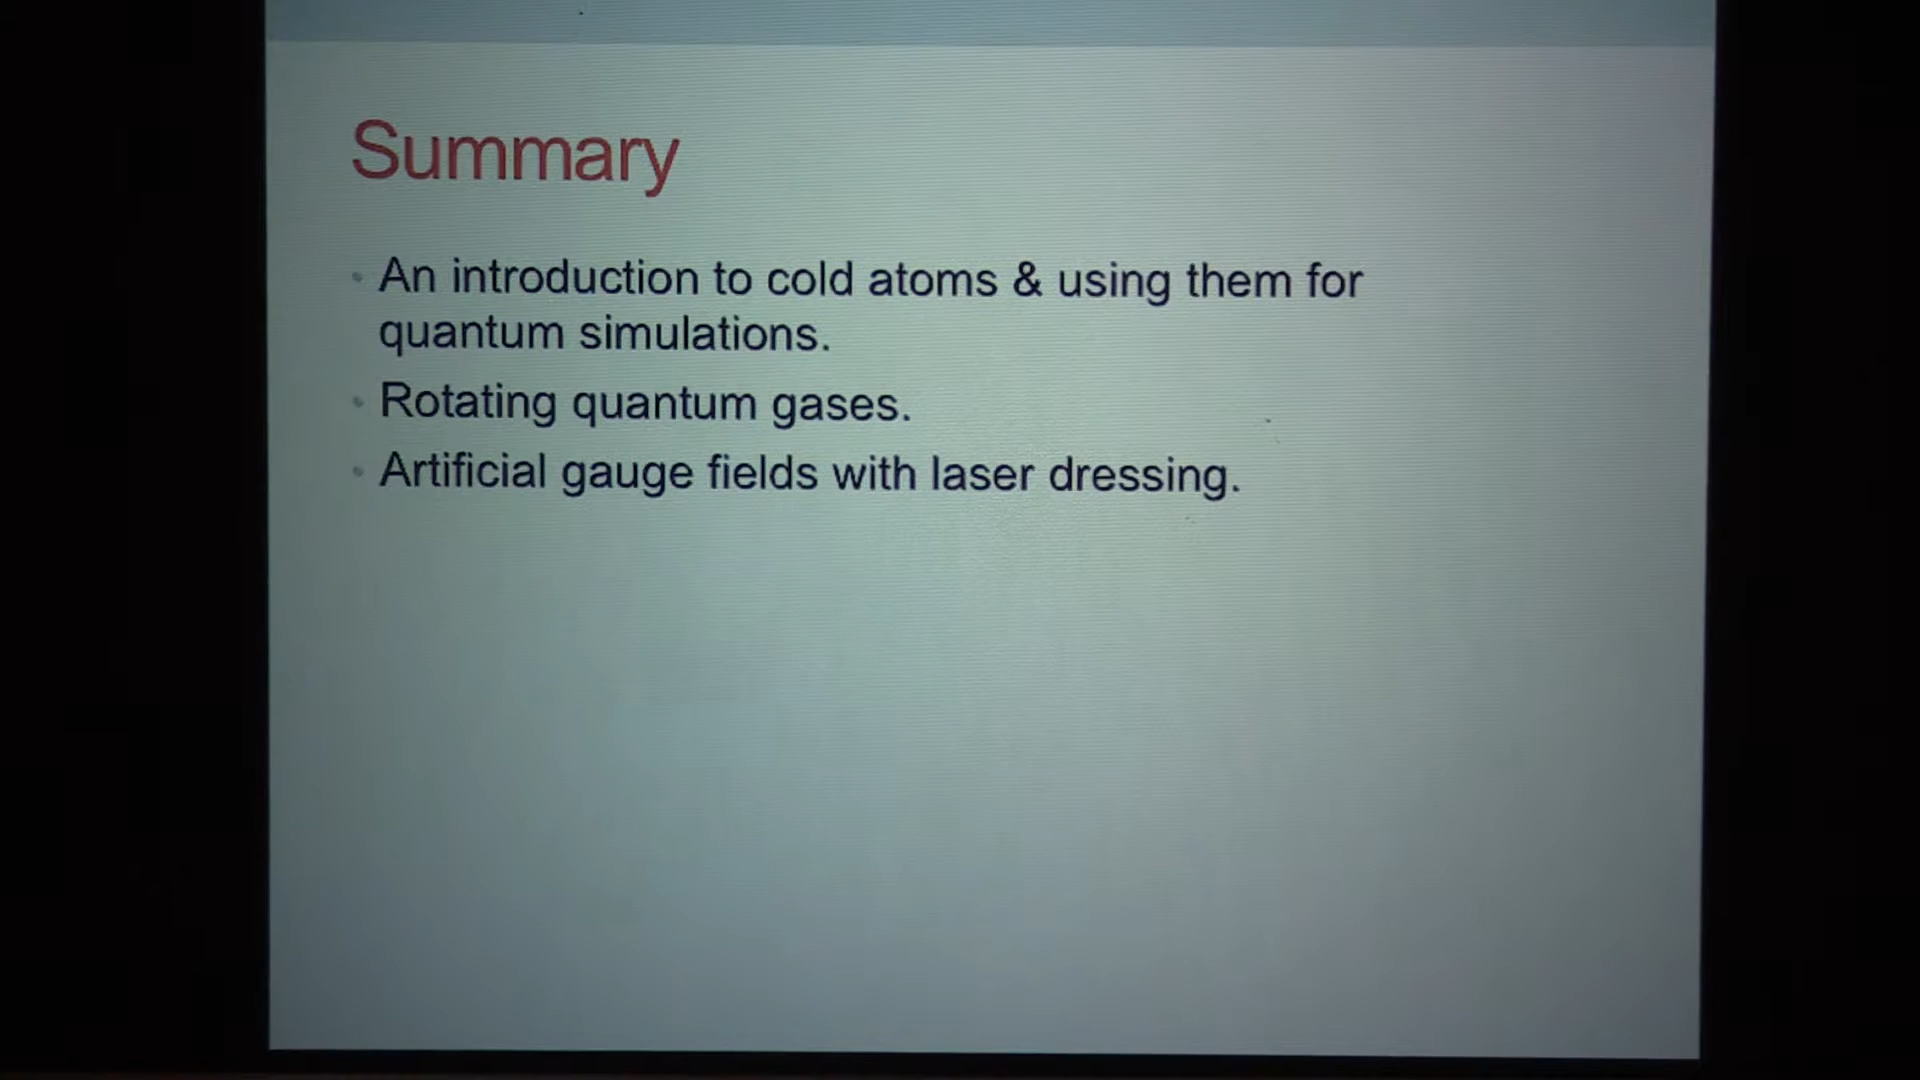 Summary
• An introduction to cold atoms & using them for
quantum simulations.
• Rotating quantum gases.
• Artificial gauge fields with laser dressing.